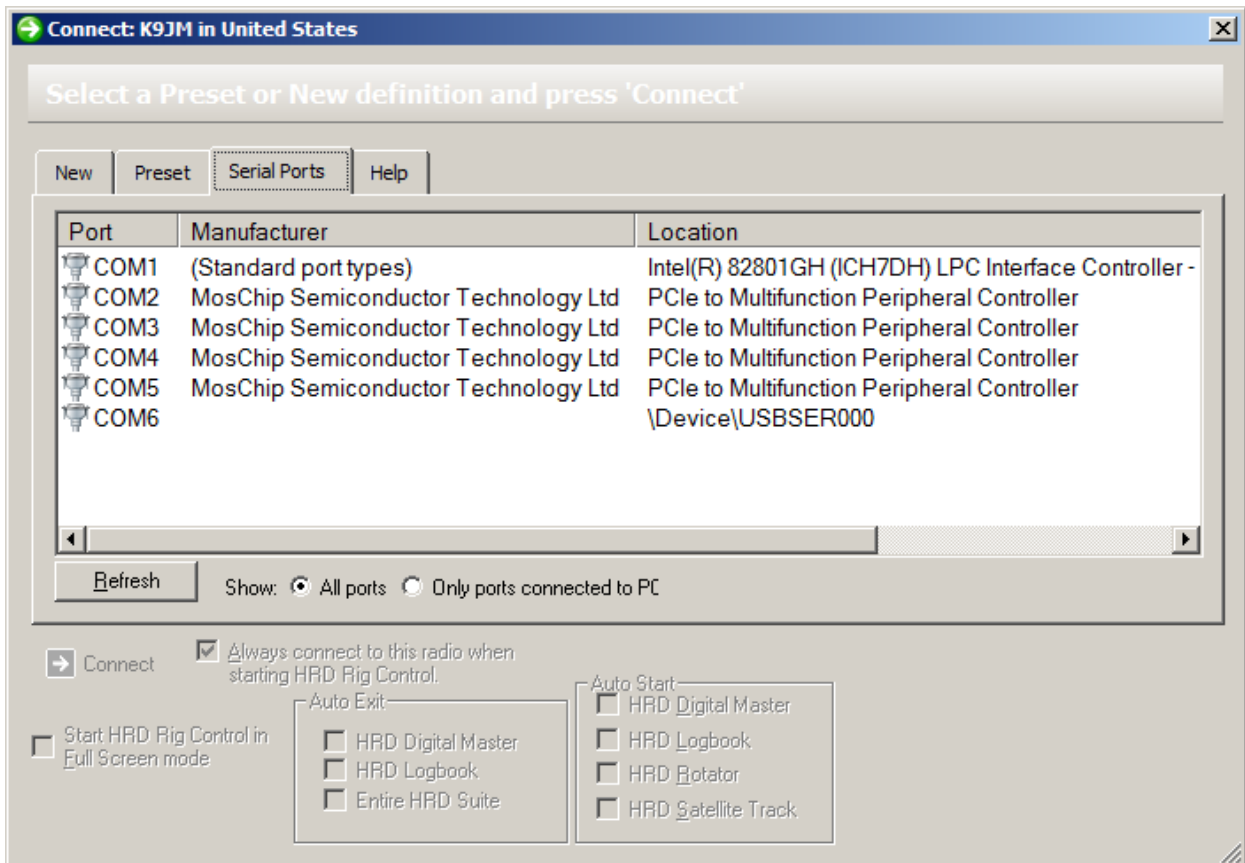 Connect: K9JM in United States
Select a Preset or New definition and press 'Connect'
New Preset Serial Ports Help
Port Manufacturer Location
COM1 (Standard port types) Intel(R) 82801GH (ICH7DH) LPC Interface Controller -
COM2 MosChip Semiconductor Technology Ltd PCIe to Multifunction Peripheral Controller
COM3 MosChip Semiconductor Technology Ltd PCIe to Multifunction Peripheral Controller
COM4 MosChip Semiconductor Technology Ltd PCIe to Multifunction Peripheral Controller
COM5 MosChip Semiconductor Technology Ltd PCIe to Multifunction Peripheral Controller
COM6 \Device\USBSER000
Refresh Show: All ports Only ports connected to PC
Connect
Always connect to this radio when
starting HRD Rig Control.
Start HRD Rig Control in
Full Screen mode
Auto Exit
HRD Digital Master
HRD Logbook
Entire HRD Suite
Auto Start
HRD Digital Master
HRD Logbook
HRD Rotator
HRD Satellite Track